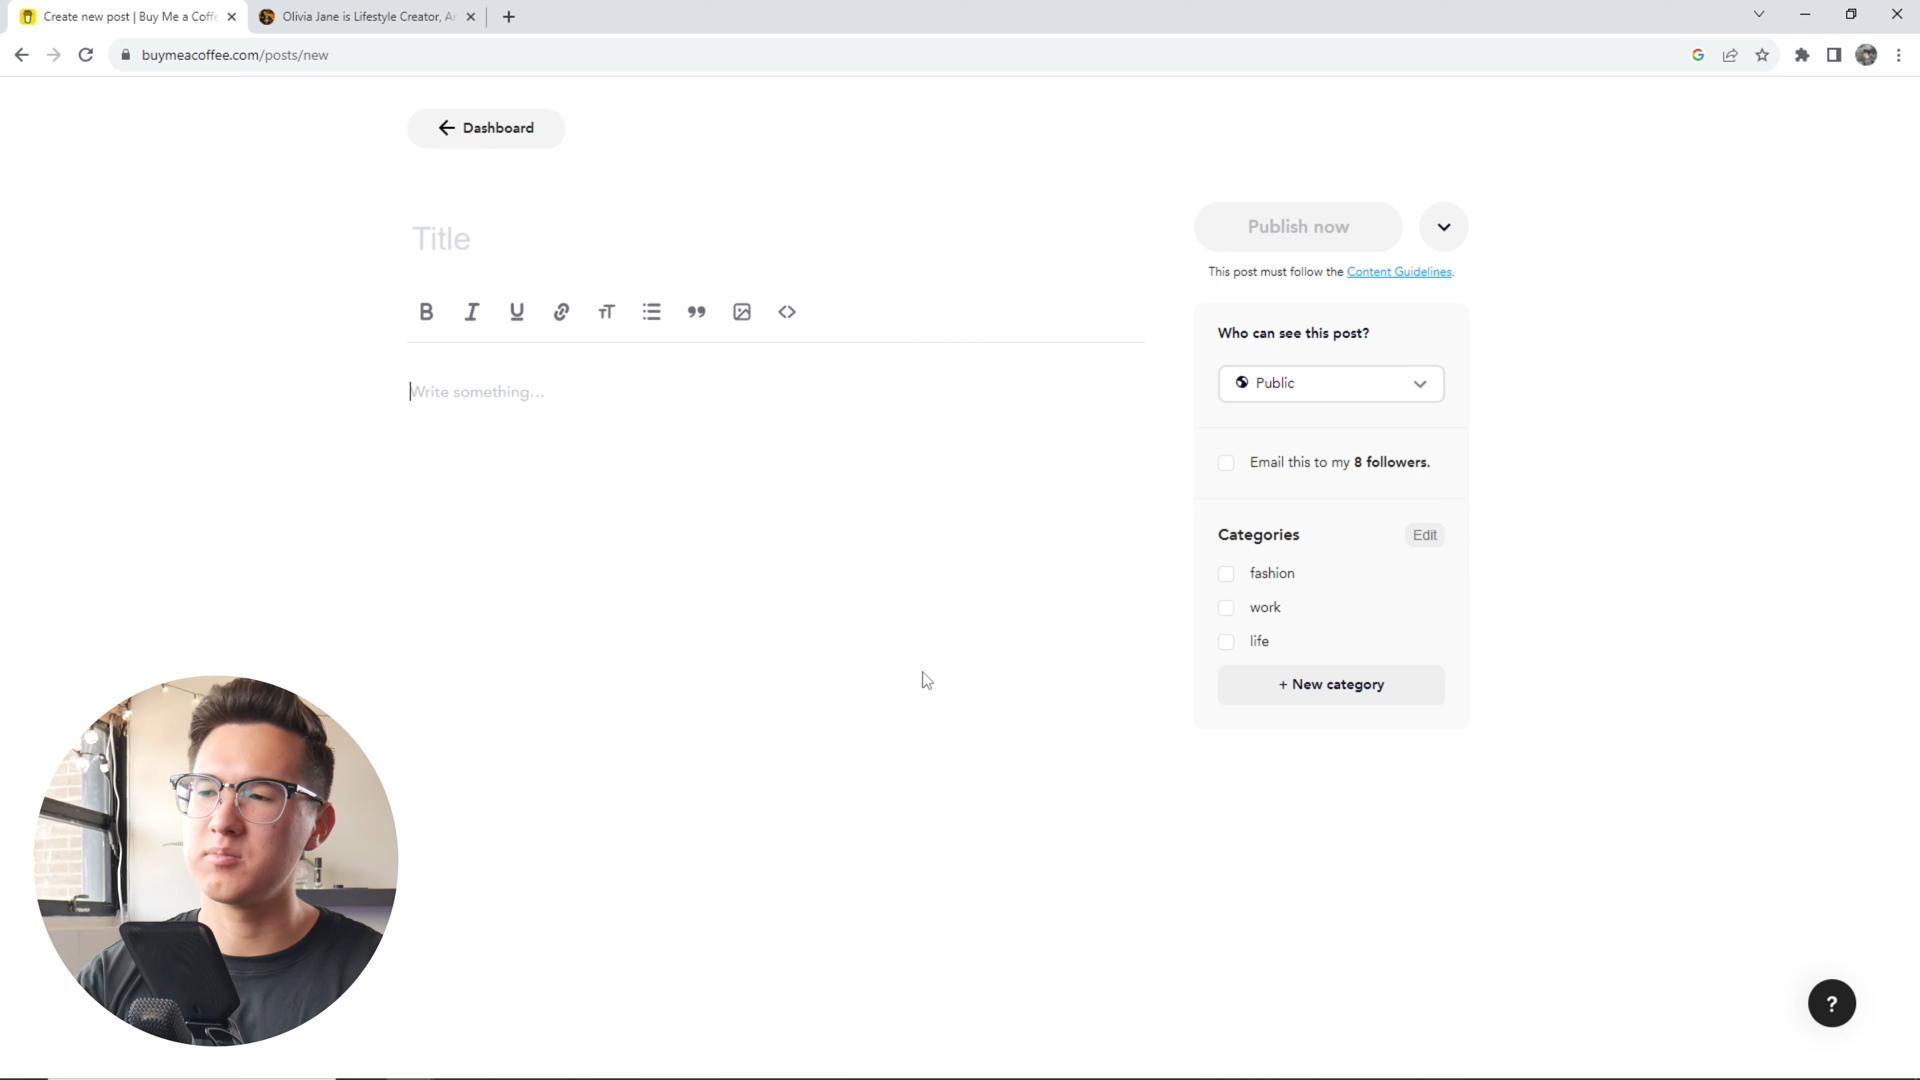 Create new post | Buy Me a Coffe
Olivia Jane is Lifestyle Creator, Ar
buymeacoffee.com/posts/new
Dashboard
Title
Publish now
This post must follow the Content Guidelines.
Who can see this post?
Public
Write something...
Email this to my 8 followers.
Categories
Edit
fashion
work
life
+ New category
?